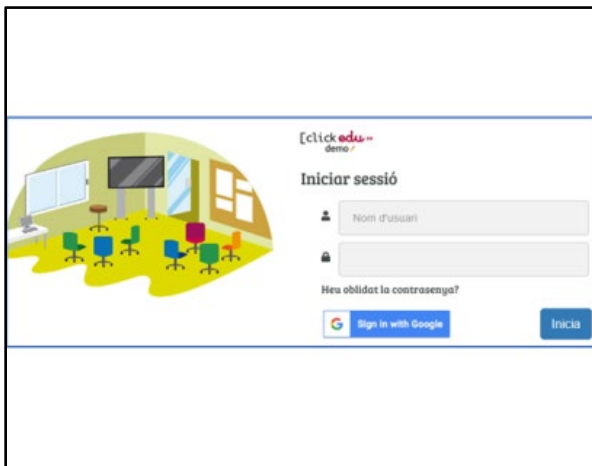 [clickedu
demo
Iniciar sessió
Nom d'usuari
Heu oblidat la contrasenya?
Sign in with Google
Inicia